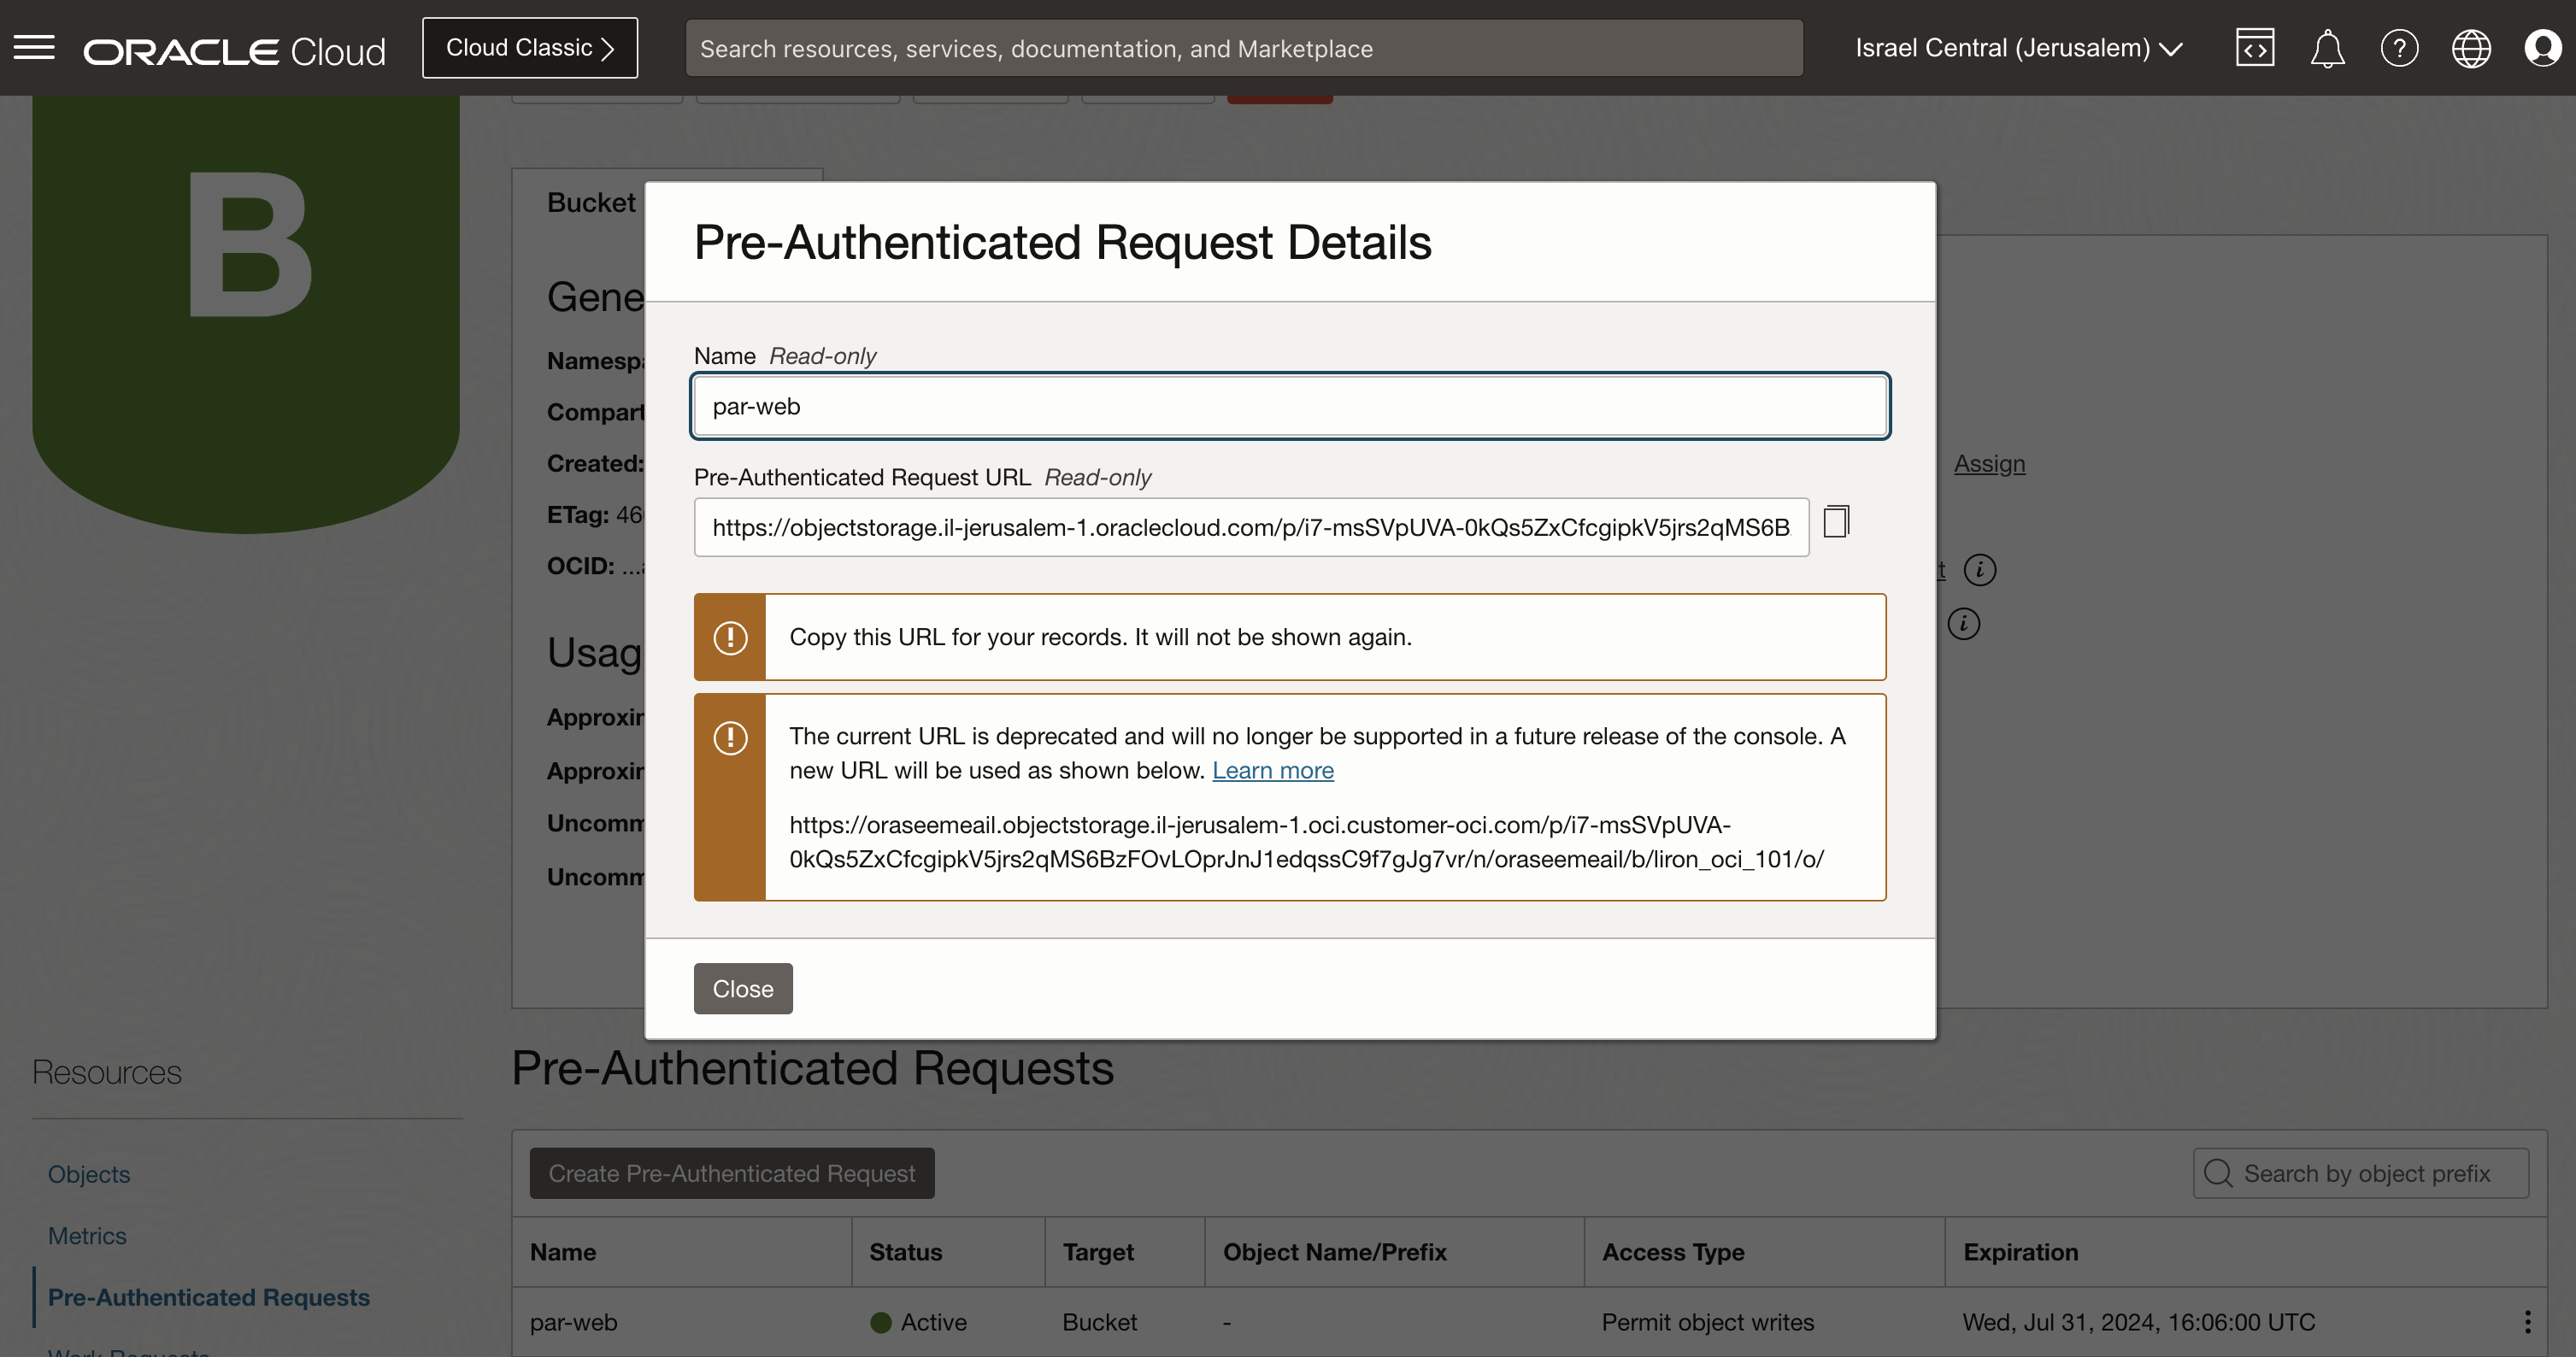 ORACLE Cloud
Cloud Classic
Search resources, services, documentation, and Marketplace
Israel Central (Jerusalem)
B
Bucket
Pre-Authenticated Request Details
Gene
Name Read-only
Namespa
par-web
Compart
Created:
Pre-Authenticated Request URL Read-only
Assign
ETag: 46
https://objectstorage.il-jerusalem-1.oraclecloud.com/p/i7-msSVpUVA-0kQs5ZxCfcgipkV5jrs2qMS6B
OCID: ...
t
Copy this URL for your records. It will not be shown again.
Usag
Approxim
The current URL is deprecated and will no longer be supported in a future release of the console. A
new URL will be used as shown below. Learn more
Approxim
https://oraseemeail.objectstorage.il-jerusalem-1.oci.customer-oci.com/p/i7-msSVpUVA-
Uncomm
0kQs5ZxCfcgipkV5jrs2qMS6BzFOvLOprJnJ1edqssC9f7gJg7vr/n/oraseemeail/b/liron_oci_101/o/
Uncomm
Close
Resources
Pre-Authenticated Requests
Objects
Create Pre-Authenticated Request
Search by object prefix
Metrics
Name Status Target Object Name/Prefix Access Type Expiration
Pre-Authenticated Requests
par-web Active Bucket - Permit object writes Wed, Jul 31, 2024, 16:06:00 UTC
Work Requests